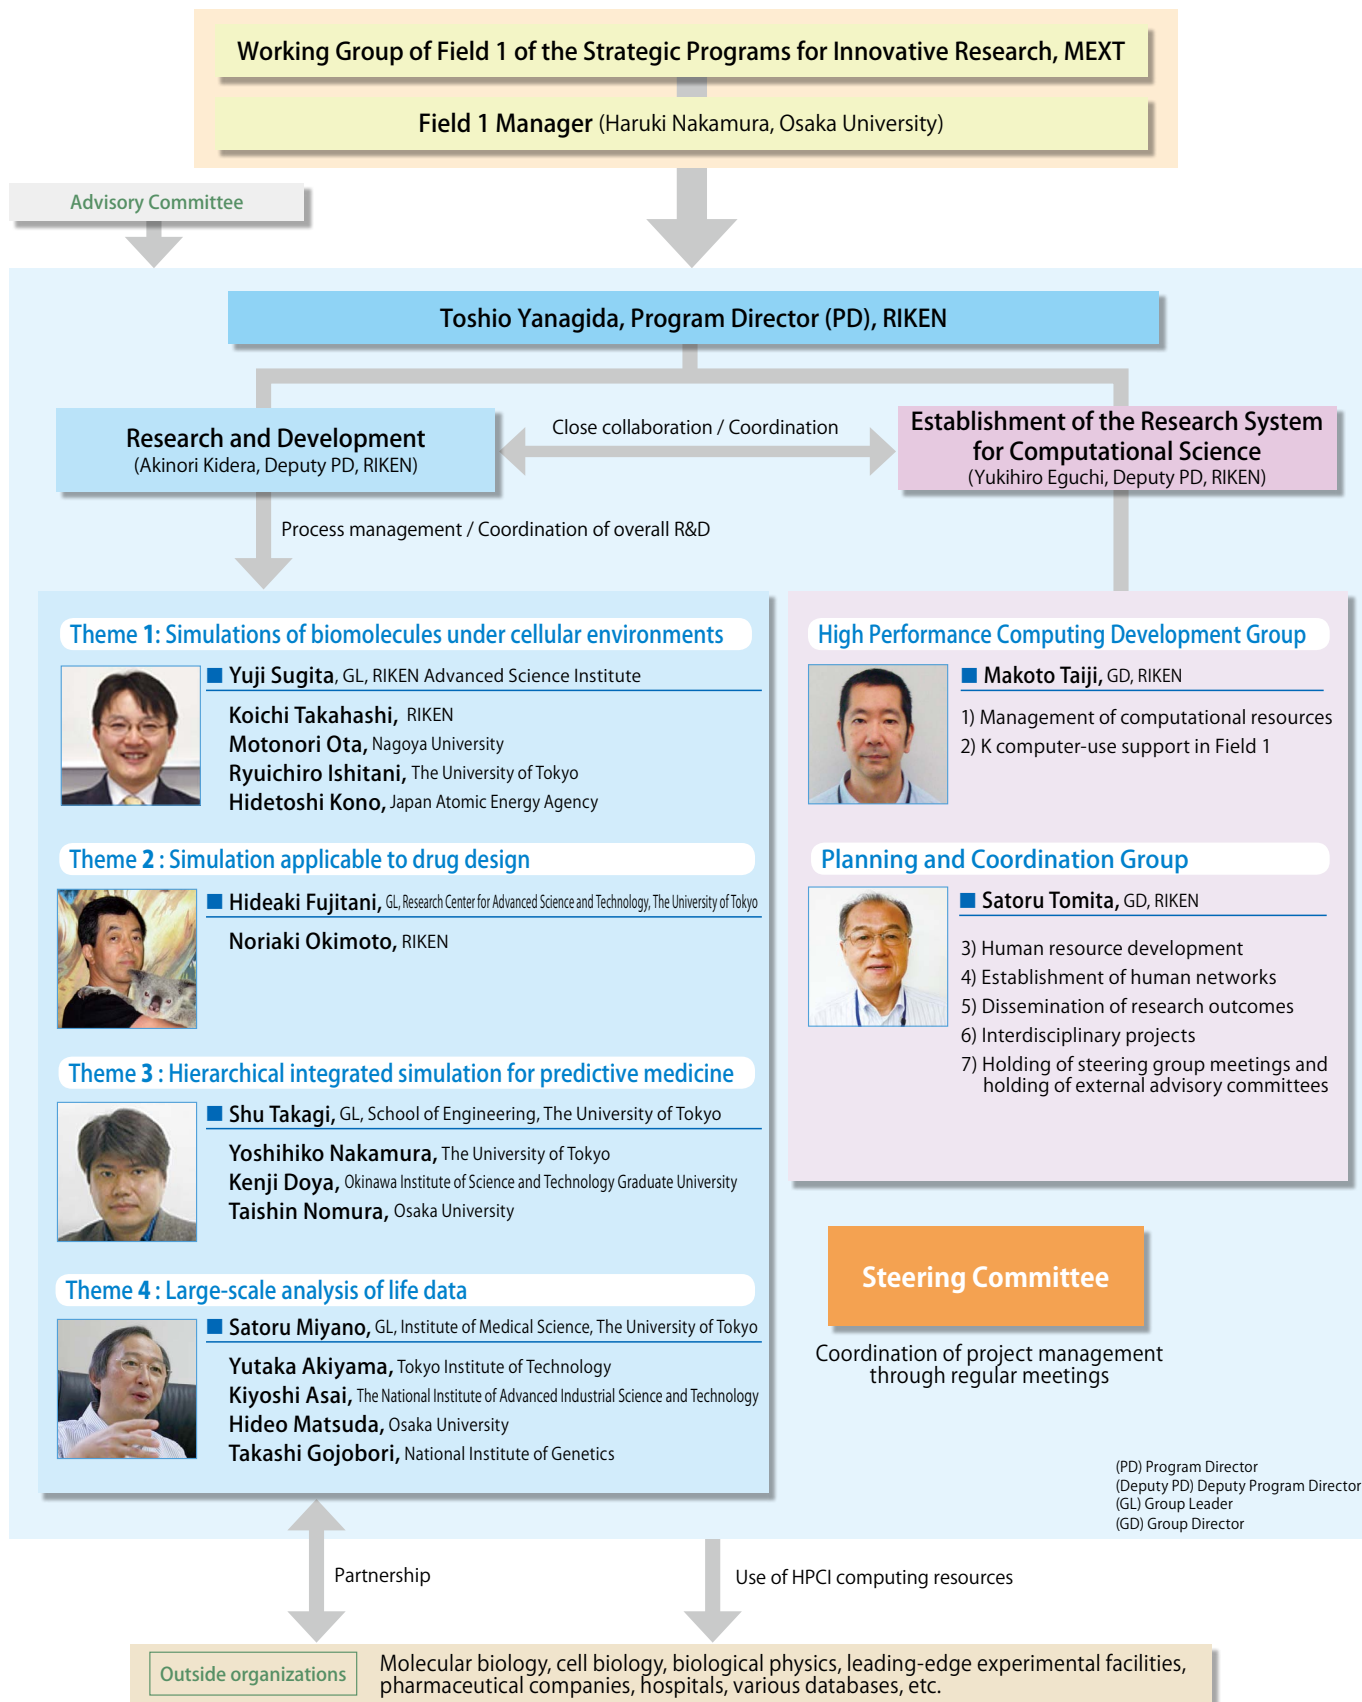 Working Group of Field 1 of the Strategic Programs for Innovative Research, MEXT
Field 1 Manager (Haruki Nakamura, Osaka University)
Advisory Committee
Toshio Yanagida, Program Director (PD), RIKEN
Research and Development
(Akinori Kidera, Deputy PD, RIKEN)
Close collaboration / Coordination
Establishment of the Research System
for Computational Science
(Yukihiro Eguchi, Deputy PD, RIKEN)
Process management / Coordination of overall R&D
Theme 1: Simulations of biomolecules under cellular environments
Yuji Sugita, GL, RIKEN Advanced Science Institute
Koichi Takahashi, RIKEN
Motonori Ota, Nagoya University
Ryuichiro Ishitani, The University of Tokyo
Hidetoshi Kono, Japan Atomic Energy Agency
Theme 2 : Simulation applicable to drug design
Hideaki Fujitani, GL, Research Center for Advanced Science and Technology, The University of Tokyo
Noriaki Okimoto, RIKEN
Theme 3 : Hierarchical integrated simulation for predictive medicine
Shu Takagi, GL, School of Engineering, The University of Tokyo
Yoshihiko Nakamura, The University of Tokyo
Kenji Doya, Okinawa Institute of Science and Technology Graduate University
Taishin Nomura, Osaka University
Theme 4 : Large-scale analysis of life data
Satoru Miyano, GL, Institute of Medical Science, The University of Tokyo
Yutaka Akiyama, Tokyo Institute of Technology
Kiyoshi Asai, The National Institute of Advanced Industrial Science and Technology
Hideo Matsuda, Osaka University
Takashi Gojobori, National Institute of Genetics
High Performance Computing Development Group
Makoto Taiji, GD, RIKEN
1) Management of computational resources
2) K computer-use support in Field 1
Planning and Coordination Group
Satoru Tomita, GD, RIKEN
3) Human resource development
4) Establishment of human networks
5) Dissemination of research outcomes
6) Interdisciplinary projects
7) Holding of steering group meetings and
holding of external advisory committees
Steering Committee
Coordination of project management
through regular meetings
(PD) Program Director
(Deputy PD) Deputy Program Director
(GL) Group Leader
(GD) Group Director
Partnership
Use of HPCI computing resources
Outside organizations
Molecular biology, cell biology, biological physics, leading-edge experimental facilities,
pharmaceutical companies, hospitals, various databases, etc.